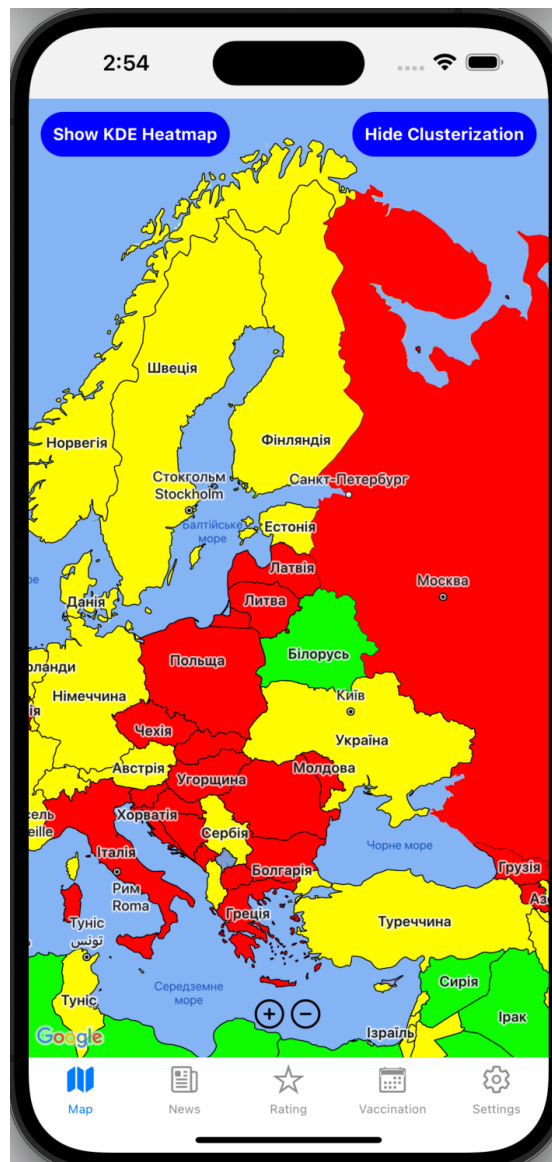 2:54
Show KDE Heatmap
Hide Clusterization
Швеція
Норвегія
Фінляндія
Стокгольм
Stockholm
Санкт-Петербург
Балтійське
море
Естонія
Латвія
Москва
Данія
Литва
Білорусь
Польща
Німеччина
Київ
Чехія
Україна
Австрія
Молдова
Угорщина
Хорватія
Сербія
Чорне море
Італія
Болгарія
Грузія
Рим
Roma
Греція
Туніс
تونس
Туреччина
Середземне
море
Сирія
Туніс
Ірак
Ізраїль
Google
Map
News
Rating
Vaccination
Settings